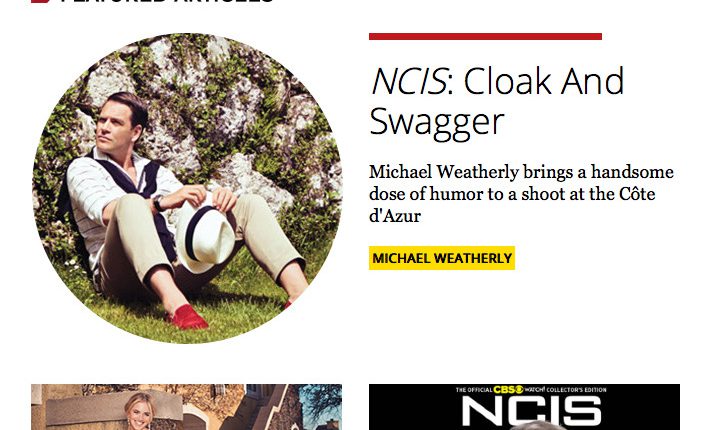 FEATURED ARTICLES
NCIS: Cloak And
Swagger
Michael Weatherly brings a handsome
dose of humor to a shoot at the Côte
d'Azur
MICHAEL WEATHERLY
THE OFFICIAL CBS WATCH! COLLECTOR'S EDITION
NCIS